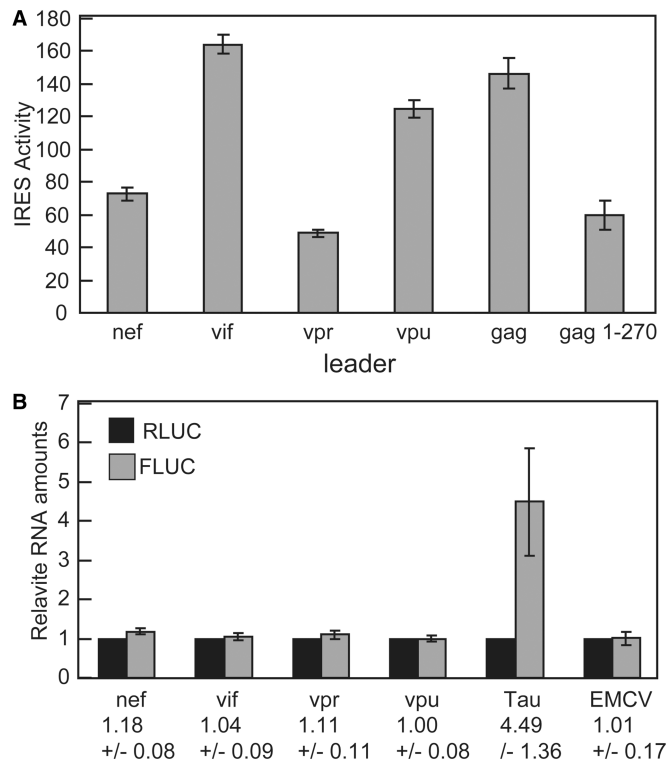 A
IRES Activity
180
160
140
120
100
80
60
40
20
0
nef vif vpr vpu gag gag 1-270
leader
B
Relavite RNA amounts
7
6
5
4
3
2
1
0
RLUC
FLUC
nef vif vpr vpu Tau EMCV
1.18 1.04 1.11 1.00 4.49 1.01
+/- 0.08 +/- 0.09 +/- 0.11 +/- 0.08 /- 1.36 +/- 0.17